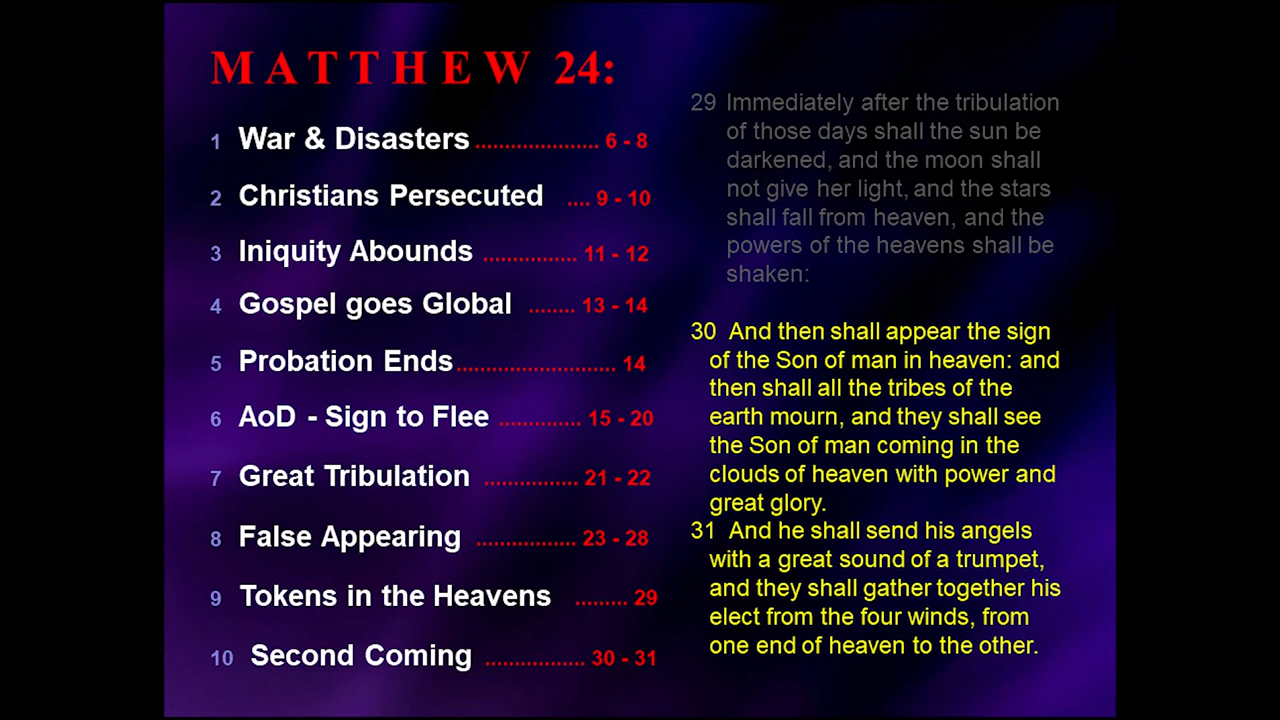 MATTHEW 24:
1 War & Disasters ..................... 6 - 8
2 Christians Persecuted .... 9 - 10
3 Iniquity Abounds ................ 11 - 12
4 Gospel goes Global ........ 13 - 14
5 Probation Ends ........................... 14
6 AoD - Sign to Flee .............. 15 - 20
7 Great Tribulation ................ 21 - 22
8 False Appearing ................. 23 - 28
9 Tokens in the Heavens ......... 29
10 Second Coming ................. 30 - 31
29 Immediately after the tribulation
of those days shall the sun be
darkened, and the moon shall
not give her light, and the stars
shall fall from heaven, and the
powers of the heavens shall be
shaken:
30 And then shall appear the sign
of the Son of man in heaven: and
then shall all the tribes of the
earth mourn, and they shall see
the Son of man coming in the
clouds of heaven with power and
great glory.
31 And he shall send his angels
with a great sound of a trumpet,
and they shall gather together his
elect from the four winds, from
one end of heaven to the other.